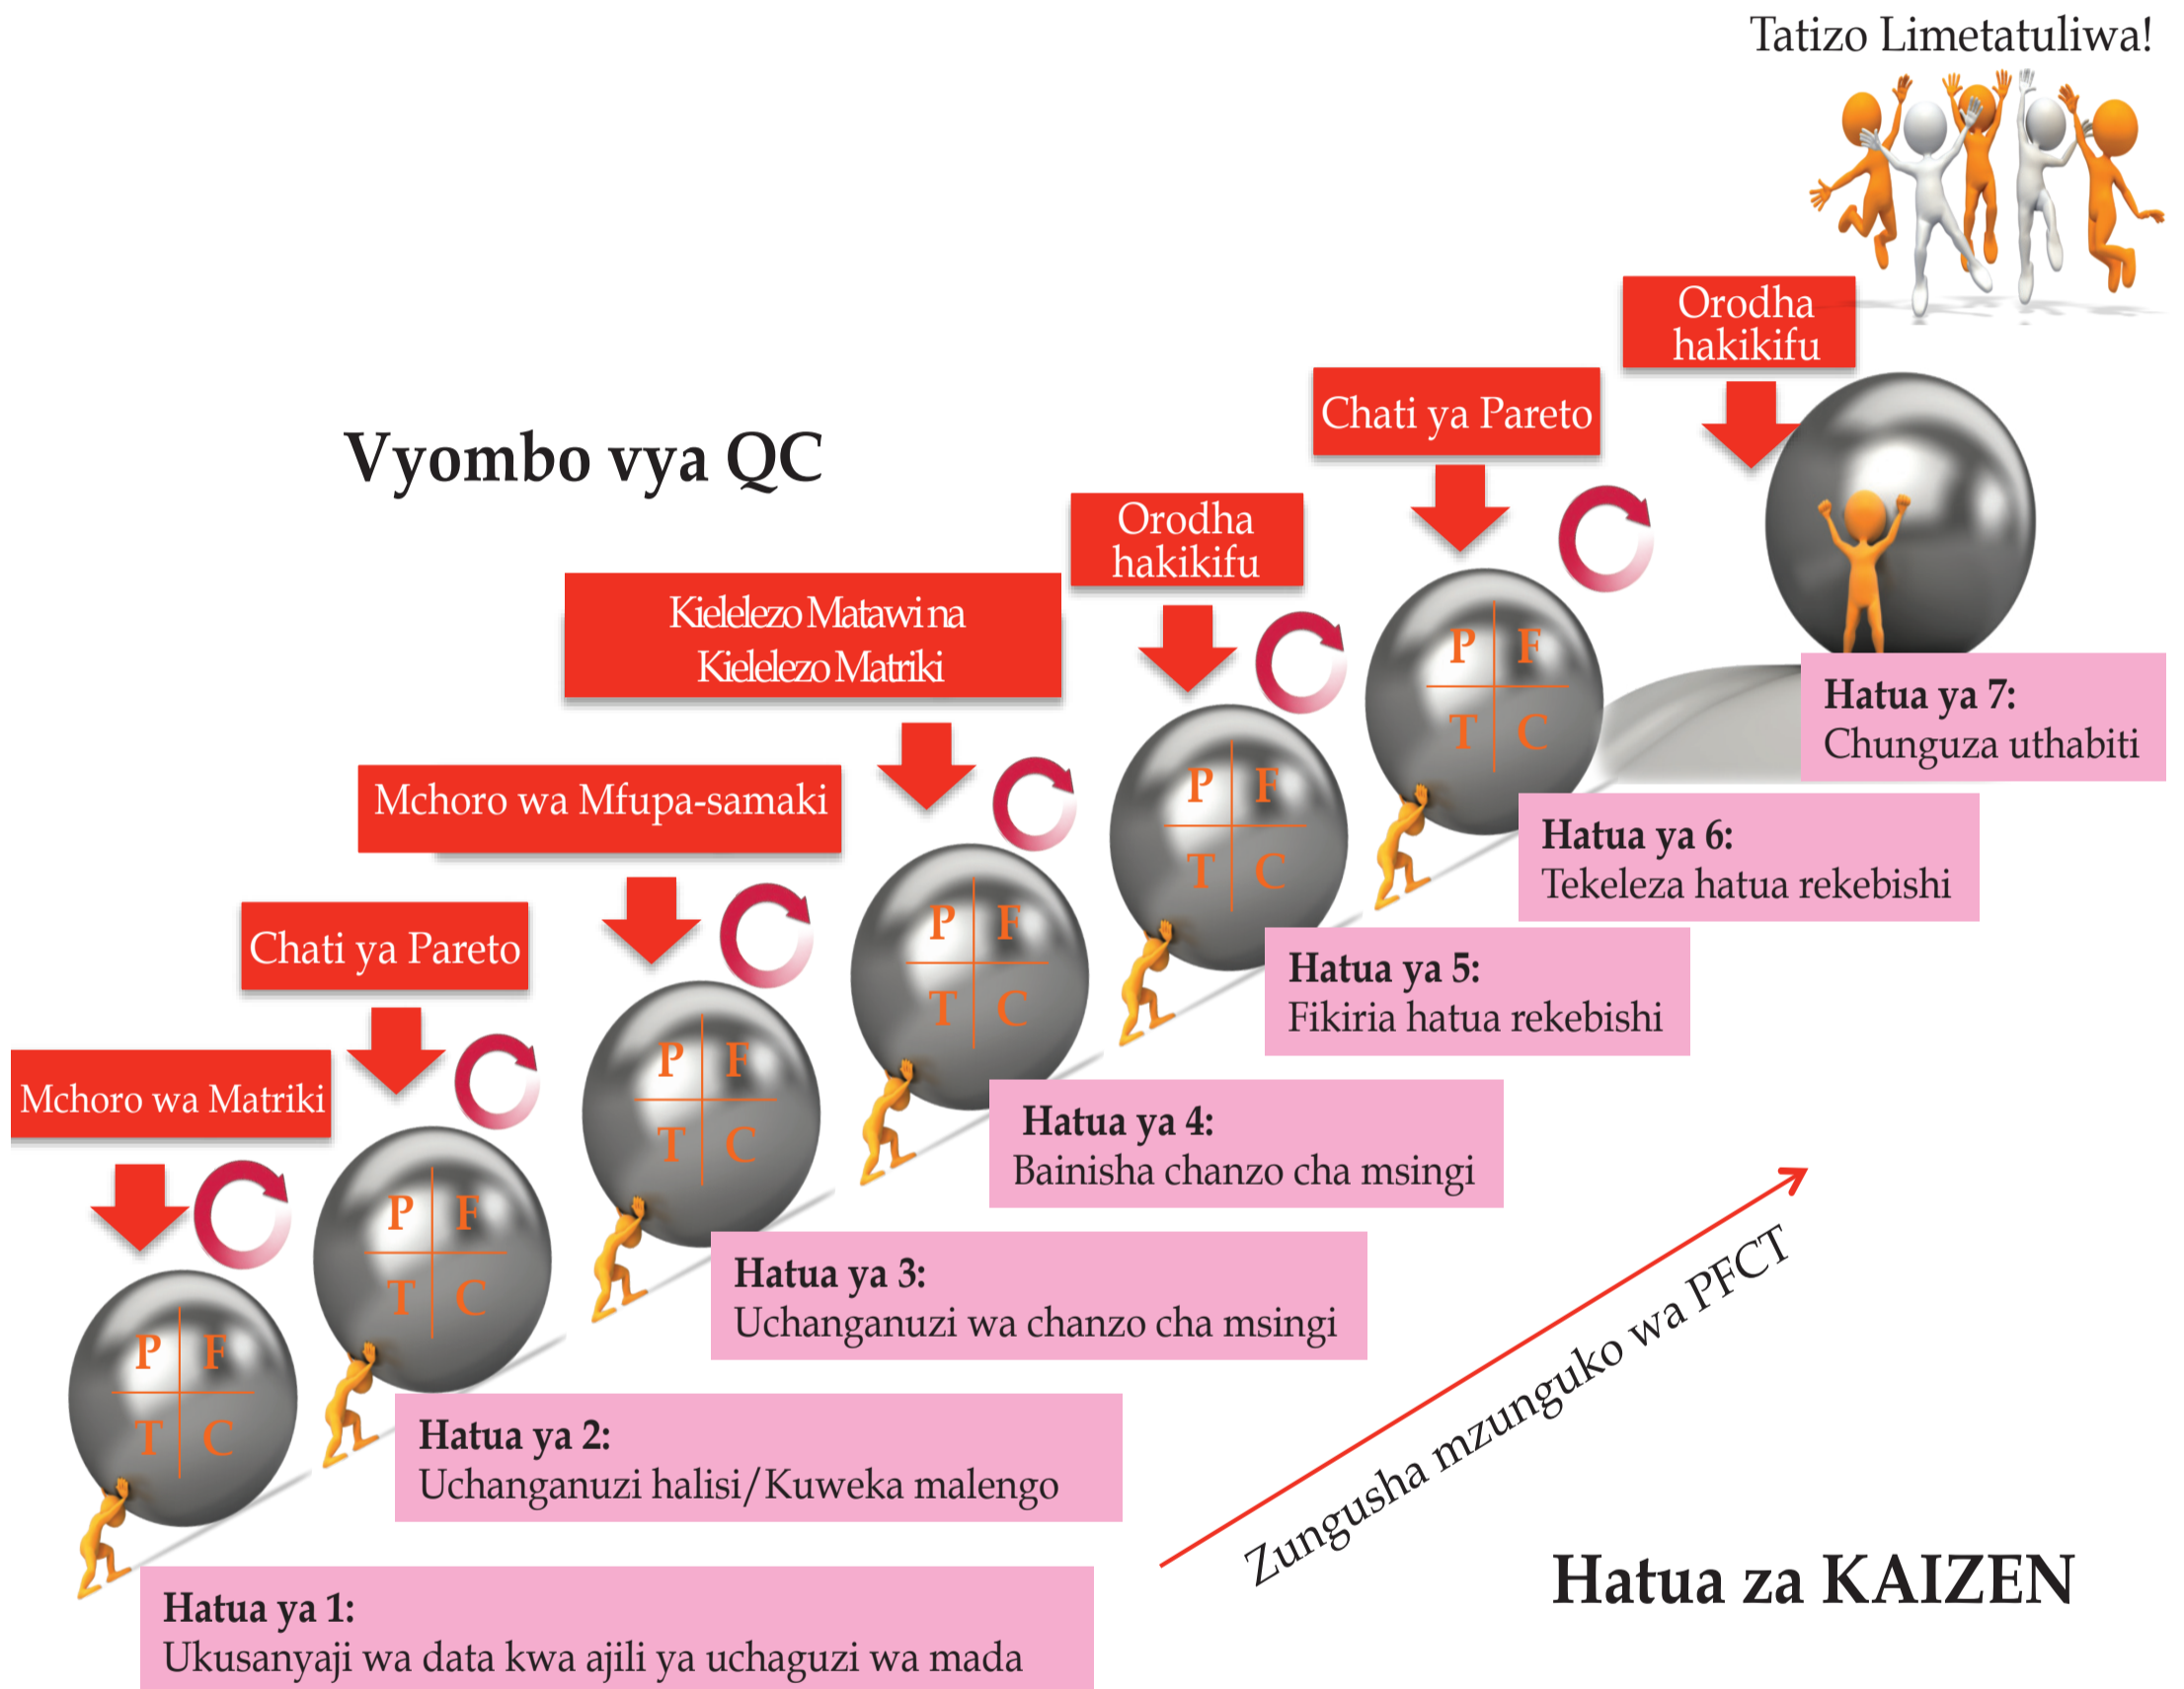 Tatizo Limetatuliwa!
Vyombo vya QC
Orodha
hakikifu
Chati ya Pareto
Orodha
hakikifu
Kielelezo Matawi na
Kielelezo Matriki
Mchoro wa Mfupa-samaki
Chati ya Pareto
Mchoro wa Matriki
P F
T C
P F
T C
P F
T C
P F
T C
P F
T C
P F
T C
Hatua ya 7:
Chunguza uthabiti
Hatua ya 6:
Tekeleza hatua rekebishi
Hatua ya 5:
Fikiria hatua rekebishi
Hatua ya 4:
Bainisha chanzo cha msingi
Hatua ya 3:
Uchanganuzi wa chanzo cha msingi
Hatua ya 2:
Uchanganuzi halisi/Kuweka malengo
Hatua ya 1:
Ukusanyaji wa data kwa ajili ya uchaguzi wa mada
Zungusha mzunguko wa PFCT
Hatua za KAIZEN